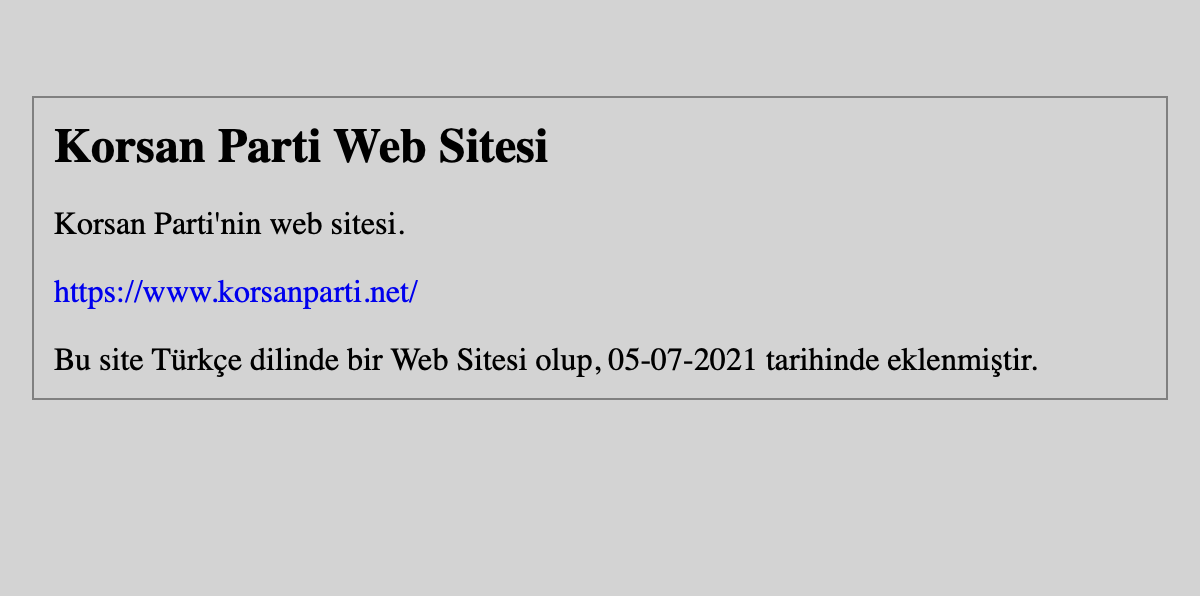 Korsan Parti Web Sitesi
Korsan Parti'nin web sitesi.
https://www.korsanparti.net/
Bu site Türkçe dilinde bir Web Sitesi olup, 05-07-2021 tarihinde eklenmiştir.